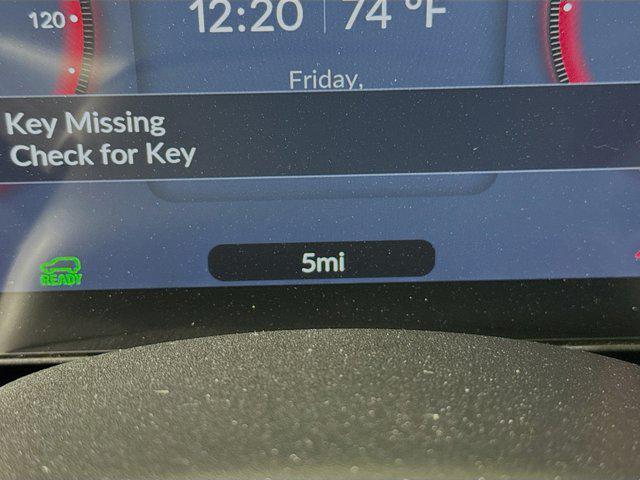 120
12:20 74 °F
Friday,
Key Missing
Check for Key
READY
5mi